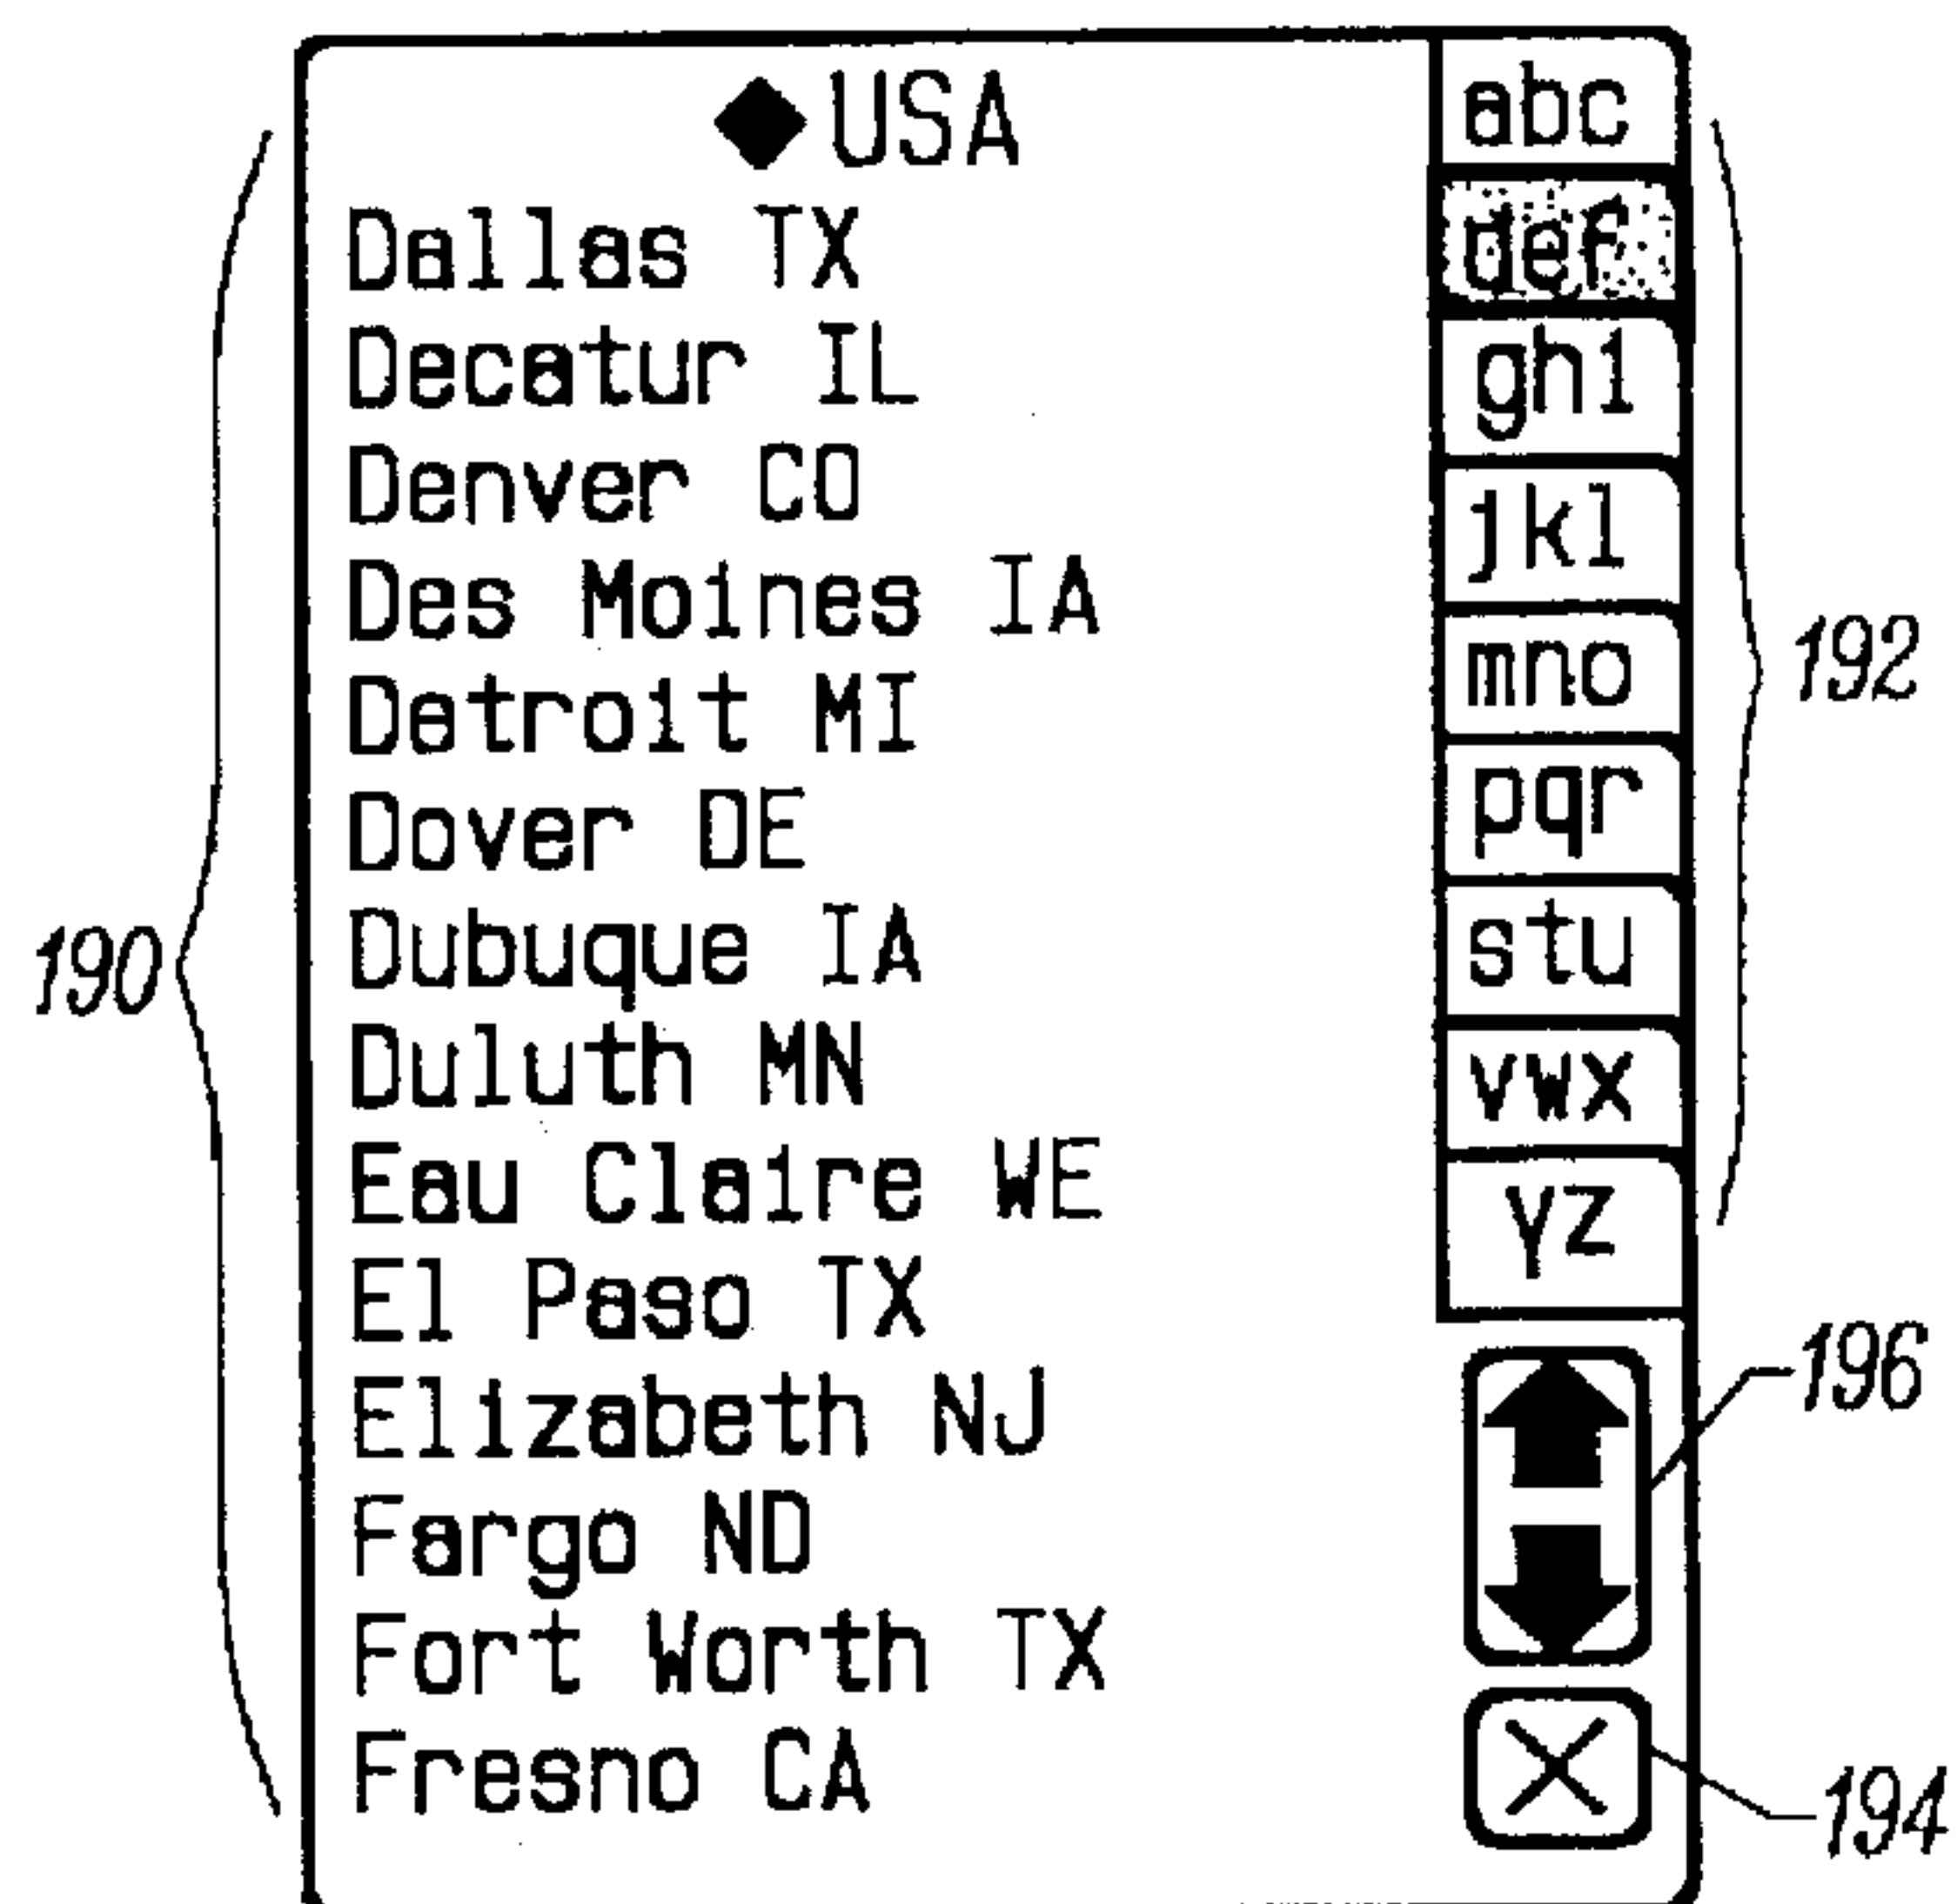 ◆USA
Dallas TX
Decatur IL
Denver CO
Des Moines IA
Detroit MI
Dover DE
Dubuque IA
Duluth MN
Eau Claire WE
El Paso TX
Elizabeth NJ
Fargo ND
Fort Worth TX
Fresno CA
abc
def
ghi
jkl
mno
pqr
stu
vwx
yz
190
192
196
194